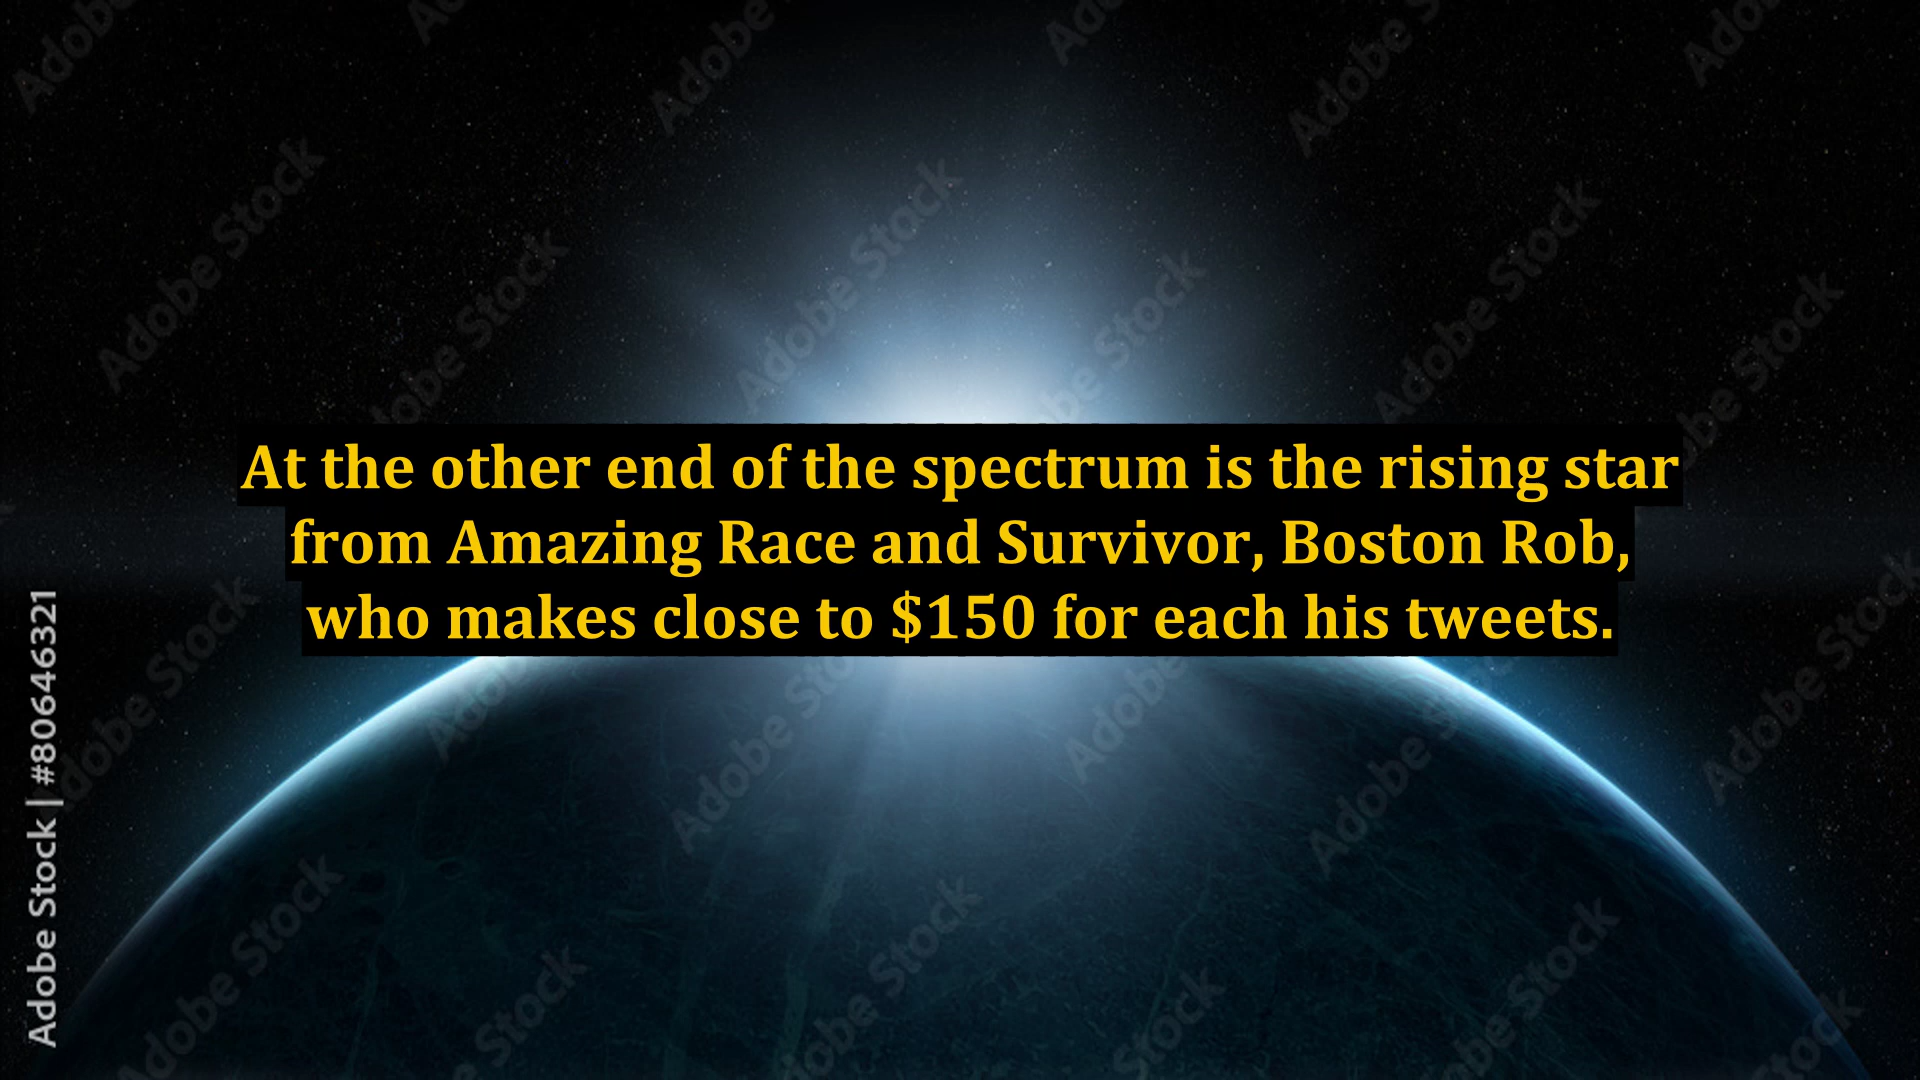 At the other end of the spectrum is the rising star
from Amazing Race and Survivor, Boston Rob,
who makes close to $150 for each his tweets.
Adobe Stock | #806446321